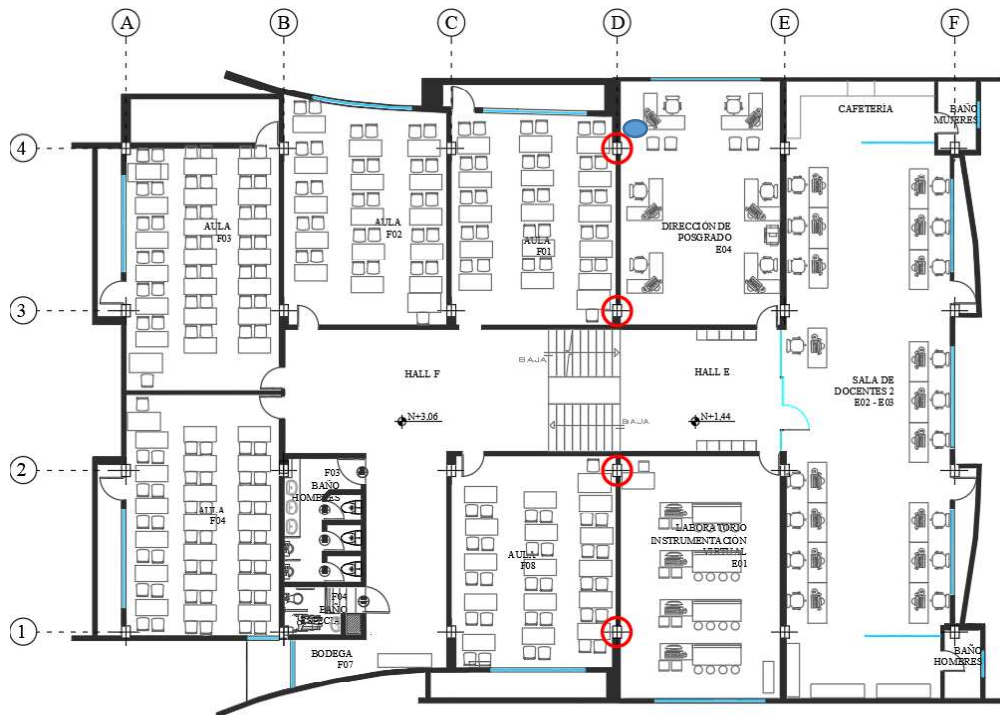 A
B
C
D
E
F
4
3
2
1
CAFETERÍA
BAÑO
MUJERES
AULA
F03
AULA
F02
AULA
F01
DIRECCIÓN DE
POSGRADO
E04
BAJA
HALL F
HALL E
SALA DE
DOCENTES 2
E02 - E03
N+3,06
BAJA
N+1,44
F03
BAÑO
HOMBRES
AULA
F04
AULA
F08
LABORATORIO
INSTRUMENTACION
VIRTUAL
E01
F04
BAÑO
BODEGA
F07
BAÑO
HOMBRES